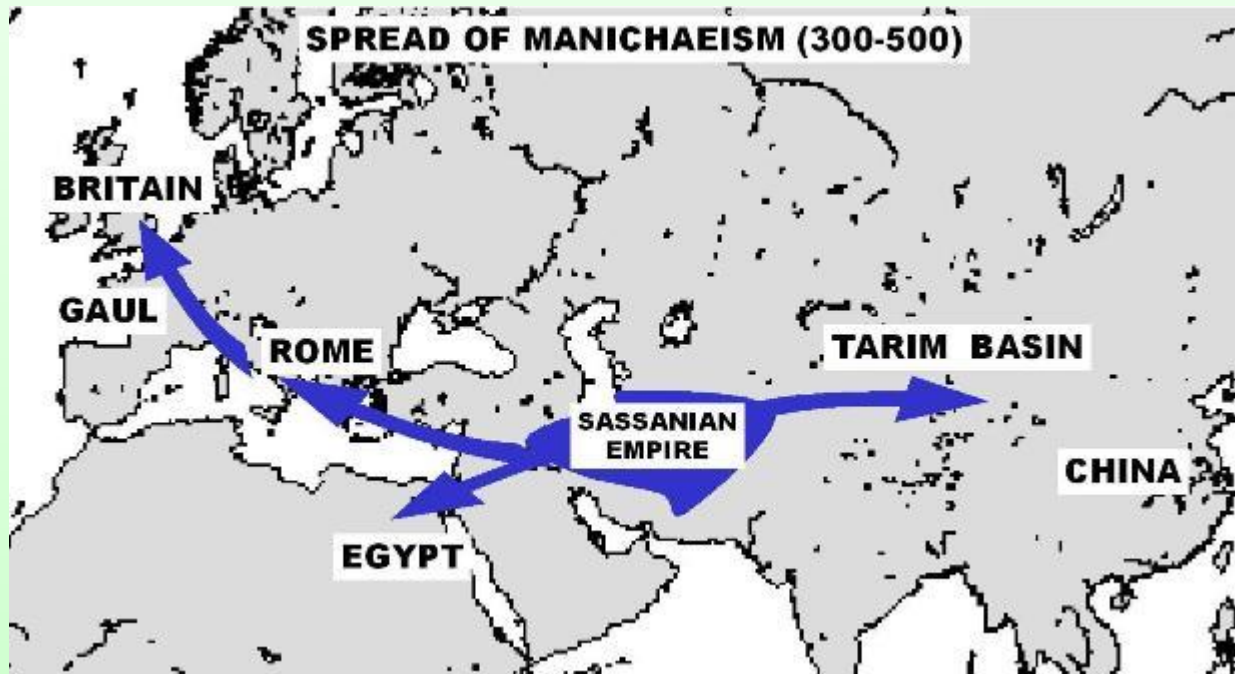 SPREAD OF MANICHAEISM (300-500)
BRITAIN
GAUL
ROME
TARIM BASIN
SASSANIAN
EMPIRE
CHINA
EGYPT